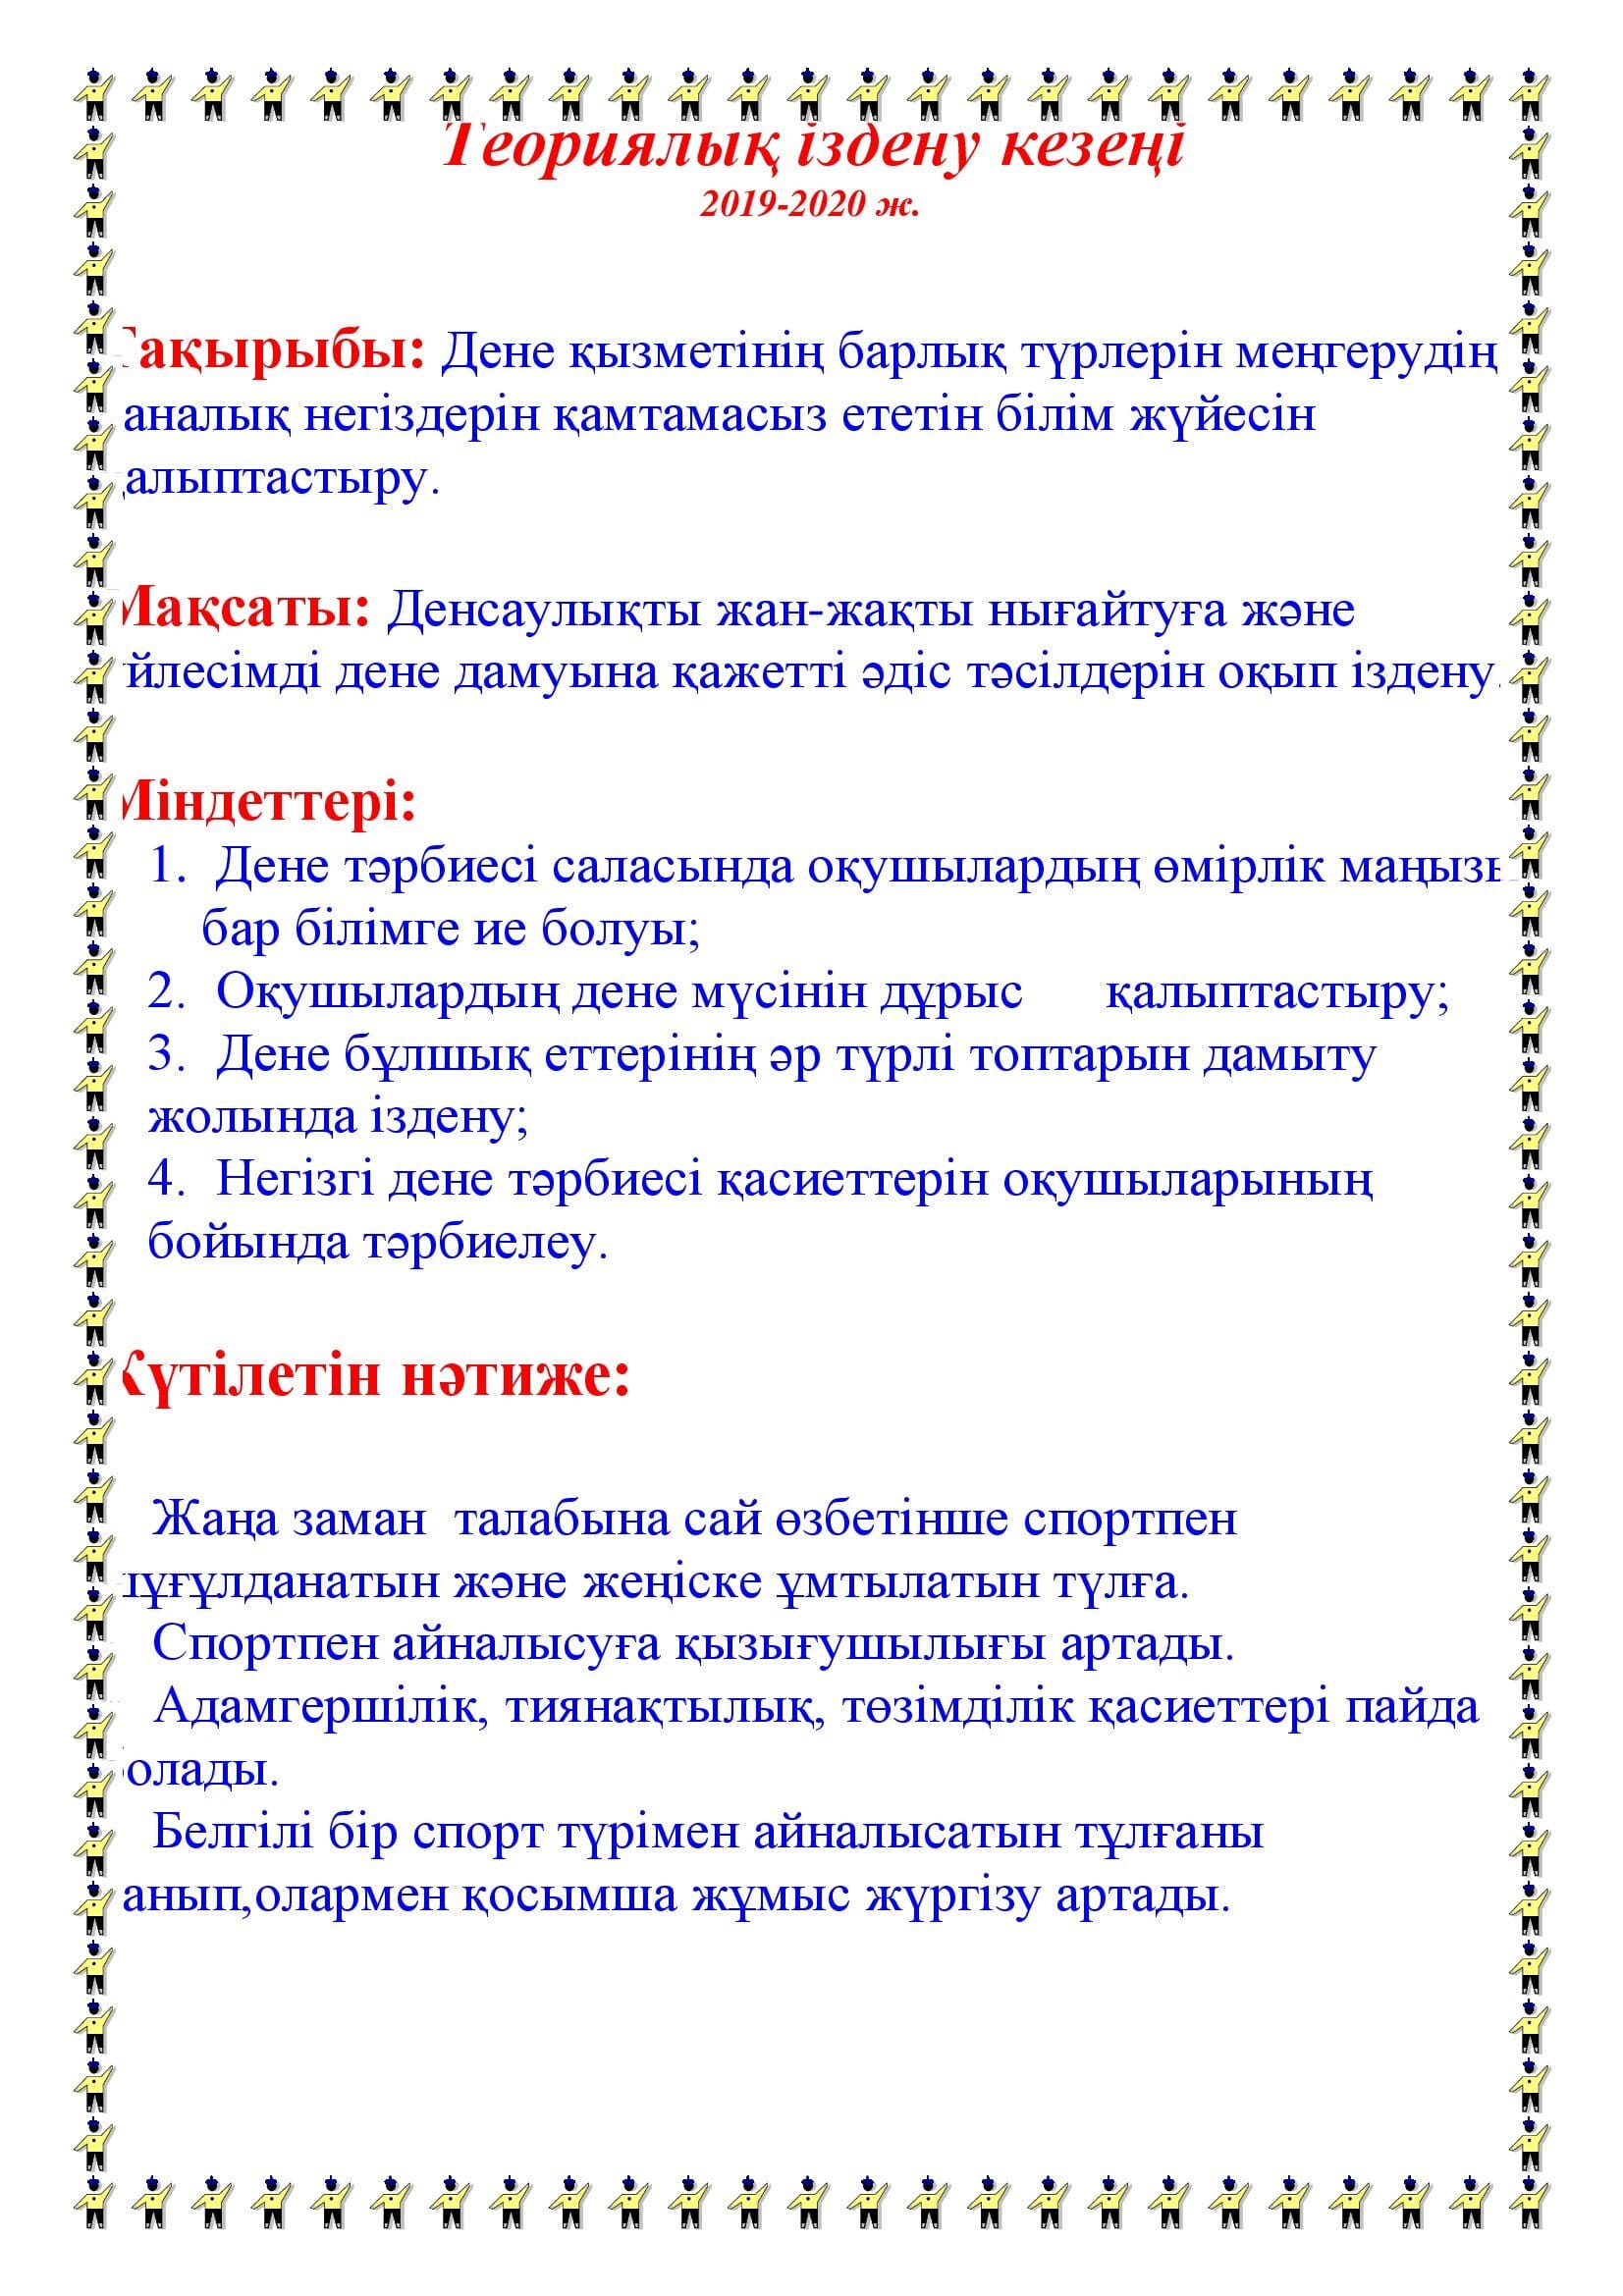 Теориялық іздену кезеңі
2019-2020 ж.
Тақырыбы: Дене қызметінің барлық түрлерін меңгерудің
саналық негіздерін қамтамасыз ететін білім жүйесін
қалыптастыру.
Мақсаты: Денсаулықты жан-жақты нығайтуға және
үйлесімді дене дамуына қажетті әдіс тәсілдерін оқып іздену.
Міндеттері:
1. Дене тәрбиесі саласында оқушылардың өмірлік маңызы
бар білімге ие болуы;
2. Оқушылардың дене мүсінін дұрыс қалыптастыру;
3. Дене бұлшық еттерінің әр түрлі топтарын дамыту
жолында іздену;
4. Негізгі дене тәрбиесі қасиеттерін оқушыларының
бойында тәрбиелеу.
Күтілетін нәтиже:
Жаңа заман талабына сай өзбетінше спортпен
шұғұлданатын және жеңіске ұмтылатын түлға.
Спортпен айналысуға қызығушылығы артады.
Адамгершілік, тиянақтылық, төзімділік қасиеттері пайда
болады.
Белгілі бір спорт түрімен айналысатын тұлғаны
танып,олармен қосымша жұмыс жүргізу артады.